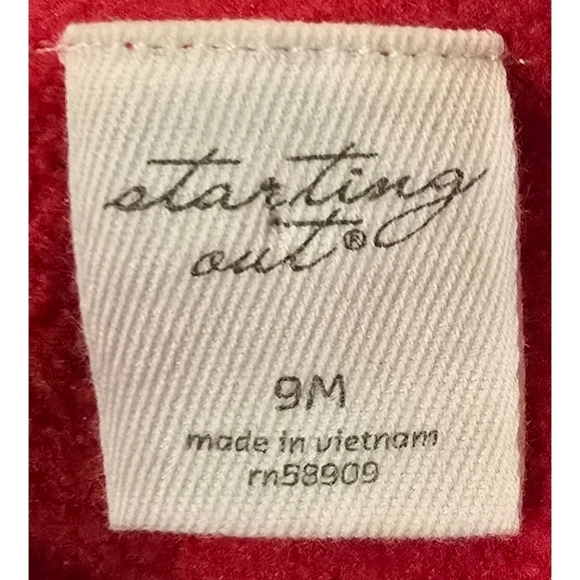 starting
out®
9M
made in vietnam
rn58909